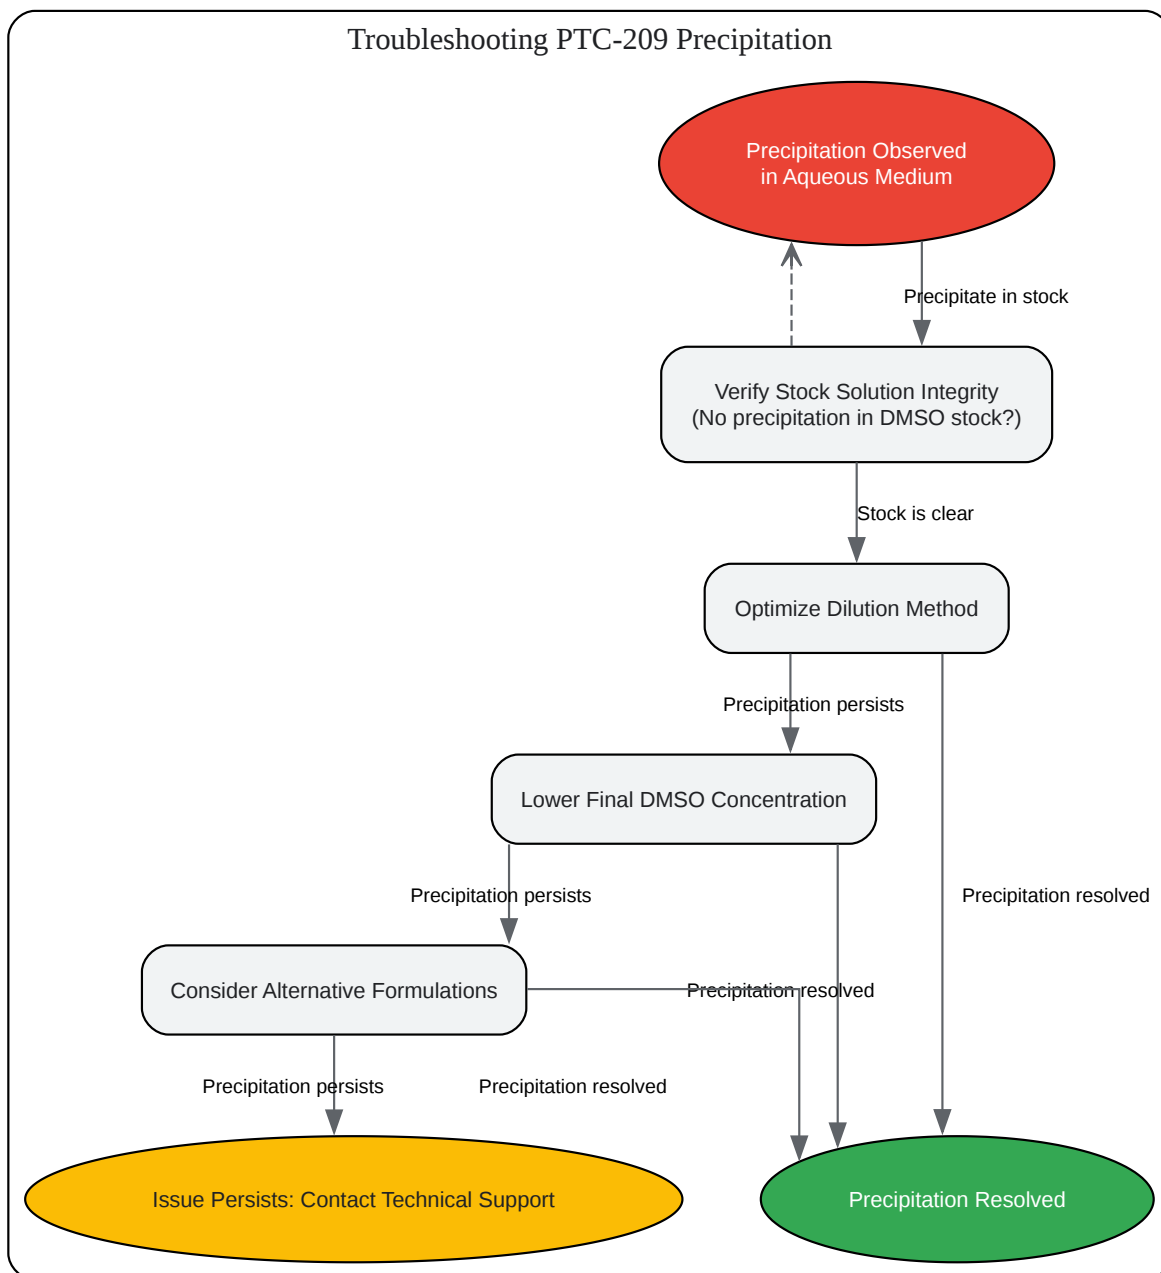 Troubleshooting PTC-209 Precipitation
Precipitation Observed
in Aqueous Medium
Precipitate in stock
Verify Stock Solution Integrity
(No precipitation in DMSO stock?)
Stock is clear
Optimize Dilution Method
Precipitation persists
Lower Final DMSO Concentration
Precipitation persists
Precipitation resolved
Consider Alternative Formulations
Precipitation resolved
Precipitation persists
Precipitation resolved
Issue Persists: Contact Technical Support
Precipitation Resolved